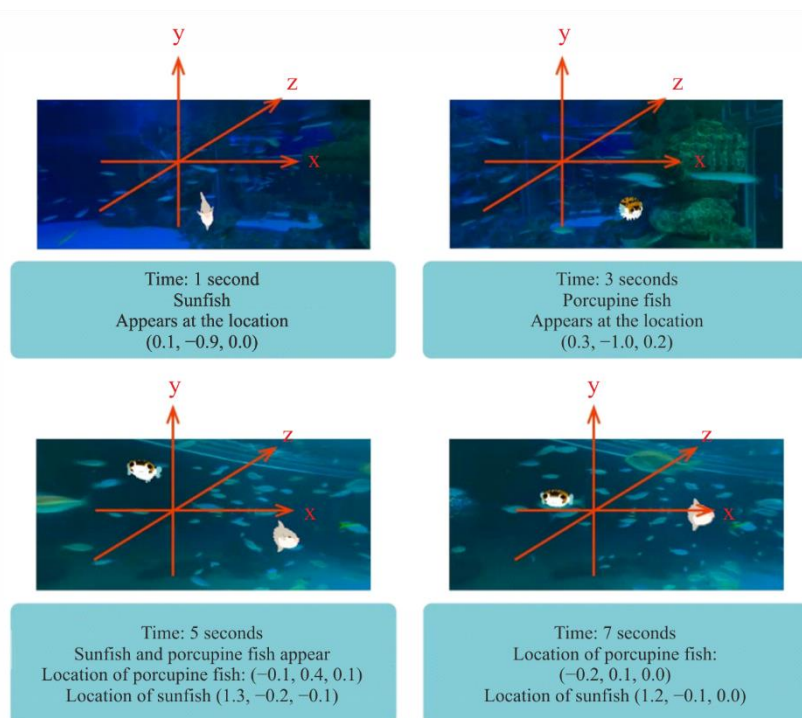 y
z
x
Time: 1 second
Sunfish
Appears at the location
(0.1, −0.9, 0.0)
y
z
x
Time: 3 seconds
Porcupine fish
Appears at the location
(0.3, −1.0, 0.2)
y
z
x
Time: 5 seconds
Sunfish and porcupine fish appear
Location of porcupine fish: (−0.1, 0.4, 0.1)
Location of sunfish (1.3, −0.2, −0.1)
y
z
x
Time: 7 seconds
Location of porcupine fish:
(−0.2, 0.1, 0.0)
Location of sunfish (1.2, −0.1, 0.0)